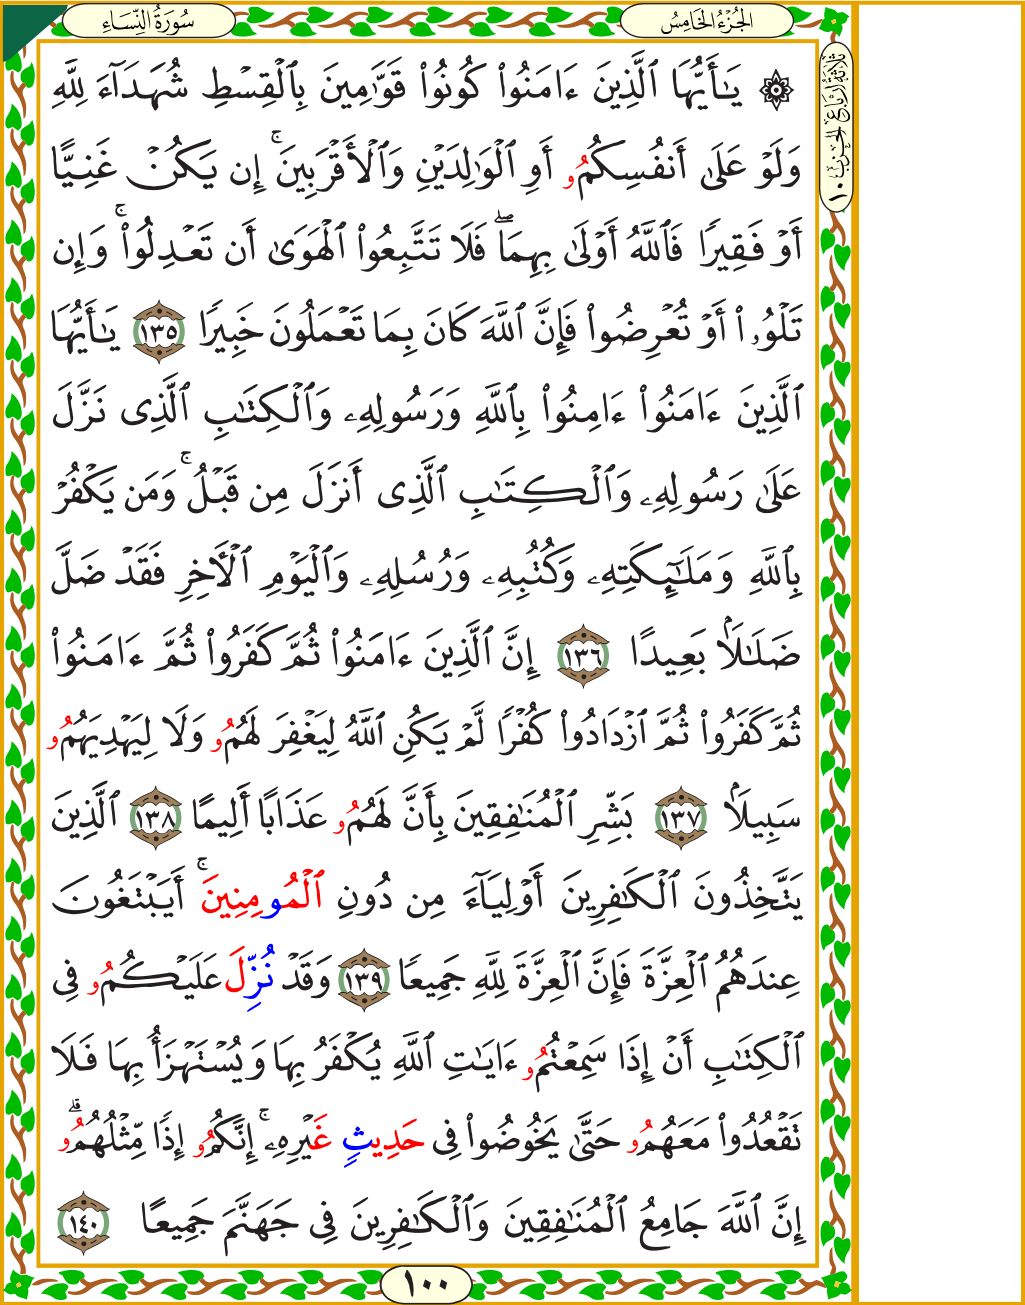 سُورَةُ النِّسَاءِ
الجُزْءُ الخَامِسُ
ثلاثة أرباع الحزب ١٠
۞ يَٰٓأَيُّهَا ٱلَّذِينَ ءَامَنُواْ كُونُواْ قَوَّٰمِينَ بِٱلۡقِسۡطِ شُهَدَآءَ لِلَّهِ
وَلَوۡ عَلَىٰٓ أَنفُسِكُمُۥ أَوِ ٱلۡوَٰلِدَيۡنِ وَٱلۡأَقۡرَبِينَۚ إِن يَكُنۡ غَنِيًّا
أَوۡ فَقِيرٗا فَٱللَّهُ أَوۡلَىٰ بِهِمَاۖ فَلَا تَتَّبِعُواْ ٱلۡهَوَىٰٓ أَن تَعۡدِلُواْۚ وَإِن
تَلۡوُۥٓاْ أَوۡ تُعۡرِضُواْ فَإِنَّ ٱللَّهَ كَانَ بِمَا تَعۡمَلُونَ خَبِيرٗا ١٣٥ يَٰٓأَيُّهَا
ٱلَّذِينَ ءَامَنُوٓاْ ءَامِنُواْ بِٱللَّهِ وَرَسُولِهِۦ وَٱلۡكِتَٰبِ ٱلَّذِي نَزَّلَ
عَلَىٰ رَسُولِهِۦ وَٱلۡكِتَٰبِ ٱلَّذِيٓ أَنزَلَ مِن قَبۡلُۚ وَمَن يَكۡفُرۡ
بِٱللَّهِ وَمَلَٰٓئِكَتِهِۦ وَكُتُبِهِۦ وَرُسُلِهِۦ وَٱلۡيَوۡمِ ٱلۡأٓخِرِ فَقَدۡ ضَلَّ
ضَلَٰلَۢا بَعِيدًا ١٣٦ إِنَّ ٱلَّذِينَ ءَامَنُواْ ثُمَّ كَفَرُواْ ثُمَّ ءَامَنُواْ
ثُمَّ كَفَرُواْ ثُمَّ ٱزۡدَادُواْ كُفۡرٗا لَّمۡ يَكُنِ ٱللَّهُ لِيَغۡفِرَ لَهُمُۥ وَلَا لِيَهۡدِيَهُمُۥ
سَبِيلَۢا ١٣٧ بَشِّرِ ٱلۡمُنَٰفِقِينَ بِأَنَّ لَهُمُۥ عَذَابًا أَلِيمًا ١٣٨ ٱلَّذِينَ
يَتَّخِذُونَ ٱلۡكَٰفِرِينَ أَوۡلِيَآءَ مِن دُونِ ٱلۡمُومِنِينَۚ أَيَبۡتَغُونَ
عِندَهُمُ ٱلۡعِزَّةَ فَإِنَّ ٱلۡعِزَّةَ لِلَّهِ جَمِيعٗا ١٣٩ وَقَدۡ نُزِّلَ عَلَيۡكُمُۥ فِي
ٱلۡكِتَٰبِ أَنۡ إِذَا سَمِعۡتُمُۥٓ ءَايَٰتِ ٱللَّهِ يُكۡفَرُ بِهَا وَيُسۡتَهۡزَأُ بِهَا فَلَا
تَقۡعُدُواْ مَعَهُمُۥ حَتَّىٰ يَخُوضُواْ فِي حَدِيثٍ غَيۡرِهِۦٓۚ إِنَّكُمُۥٓ إِذٗا مِّثۡلُهُمُۥٓۗ
إِنَّ ٱللَّهَ جَامِعُ ٱلۡمُنَٰفِقِينَ وَٱلۡكَٰفِرِينَ فِي جَهَنَّمَ جَمِيعًا ١٤٠
١٠٠